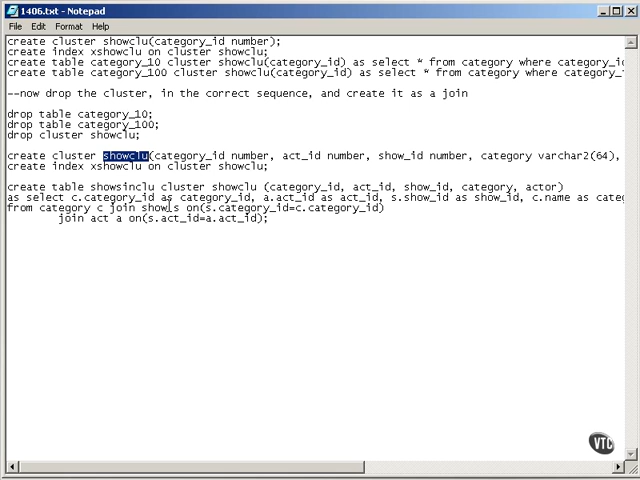 1406.txt - Notepad
File Edit Format Help
create cluster showclu(category_id number);
create index xshowclu on cluster showclu;
create table category_10 cluster showclu(category_id) as select * from category where category_id
create table category_100 cluster showclu(category_id) as select * from category where category_
--now drop the cluster, in the correct sequence, and create it as a join
drop table category_10;
drop table category_100;
drop cluster showclu;
create cluster showclu(category_id number, act_id number, show_id number, category varchar2(64),
create index xshowclu on cluster showclu;
create table showsinclu cluster showclu (category_id, act_id, show_id, category, actor)
as select c.category_id as category_id, a.act_id as act_id, s.show_id as show_id, c.name as categ
from category c join show s on(s.category_id=c.category_id)
join act a on(s.act_id=a.act_id);
VTC